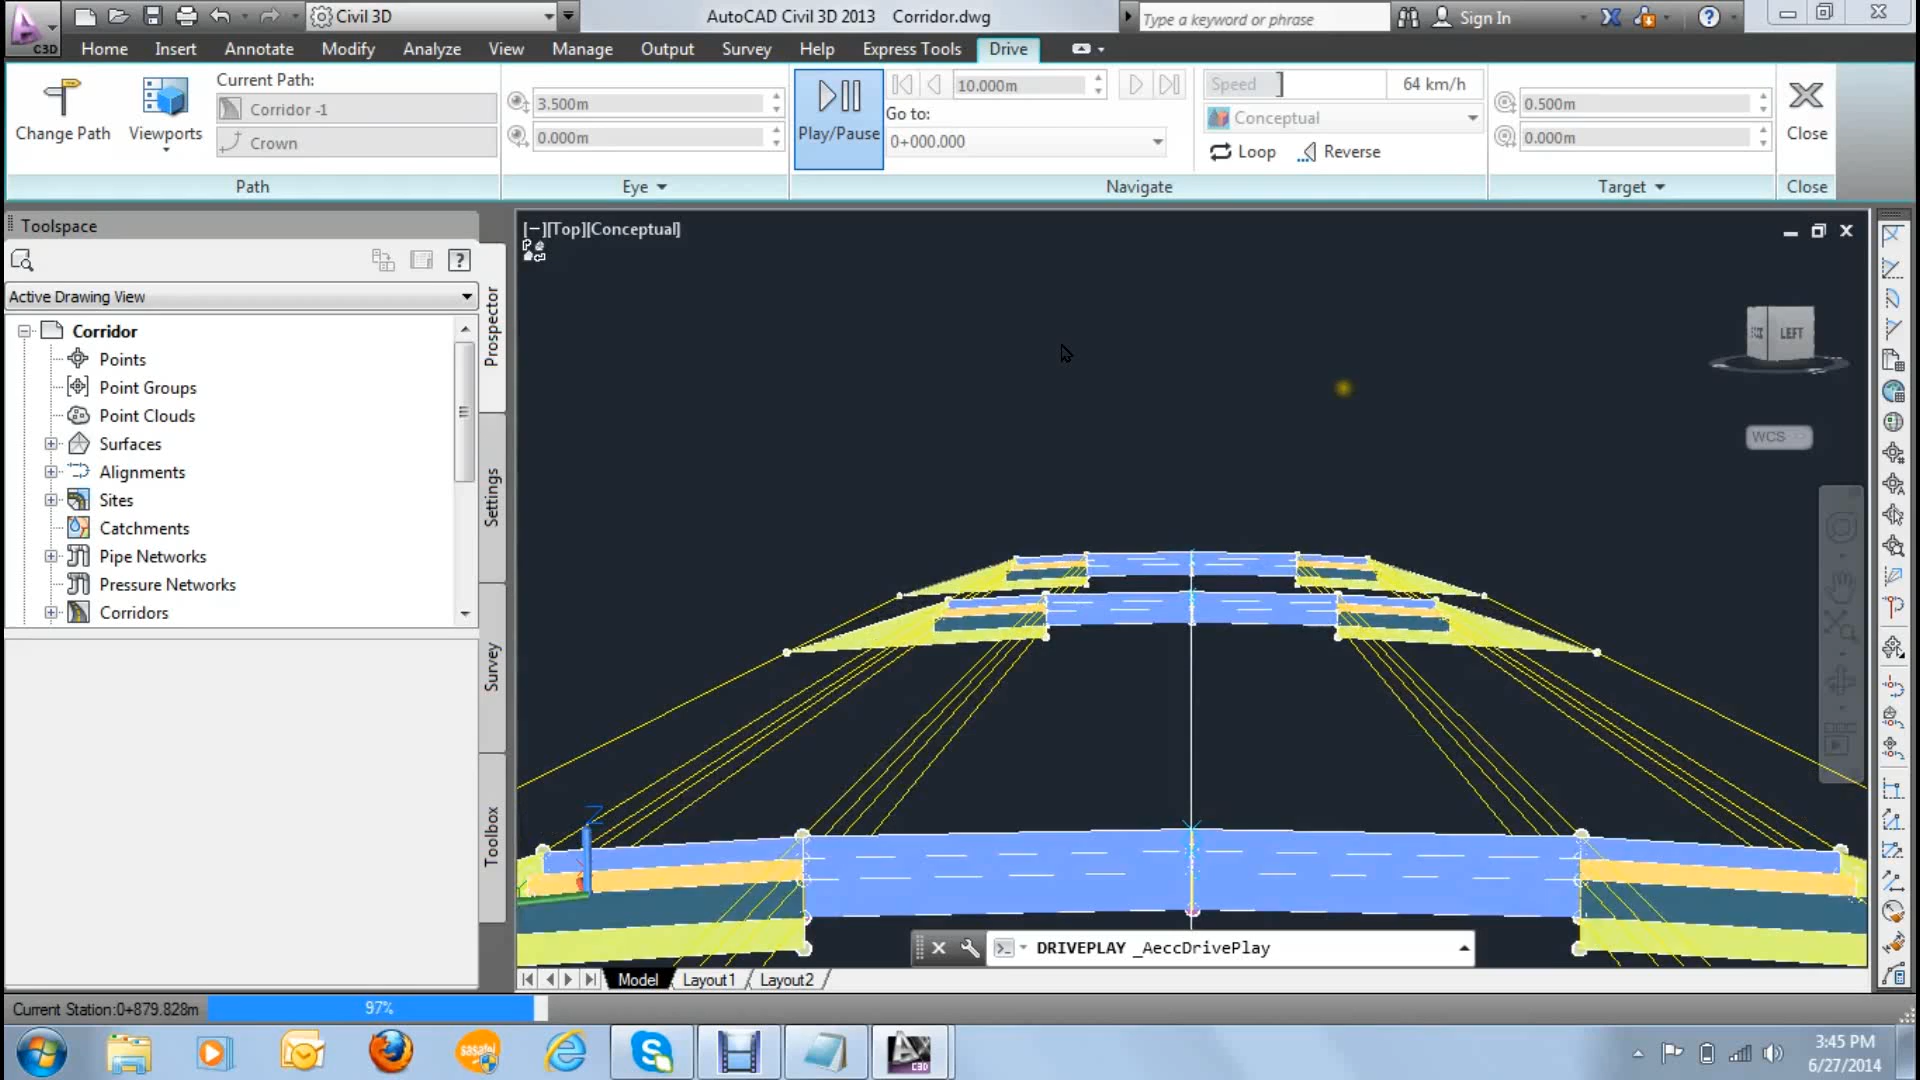 Civil 3D
AutoCAD Civil 3D 2013 Corridor.dwg
Type a keyword or phrase
Sign In
C3D
Home Insert Annotate Modify Analyze View Manage Output Survey Help Express Tools Drive
Current Path:
Corridor -1
Crown
Change Path
Viewports
3.500m
0.000m
Play/Pause
10.000m
Go to:
0+000.000
Speed
64 km/h
Conceptual
Loop
Reverse
0.500m
0.000m
Close
Path
Eye
Navigate
Target
Close
Toolspace
Active Drawing View
Corridor
Points
Point Groups
Point Clouds
Surfaces
Alignments
Sites
Catchments
Pipe Networks
Pressure Networks
Corridors
Prospector
Settings
Survey
Toolbox
[−][Top][Conceptual]
LEFT
WCS
Z
DRIVEPLAY _AeccDrivePlay
Model Layout1 Layout2
Current Station:0+879.828m
97%
sasatel
C3D
3:45 PM
6/27/2014